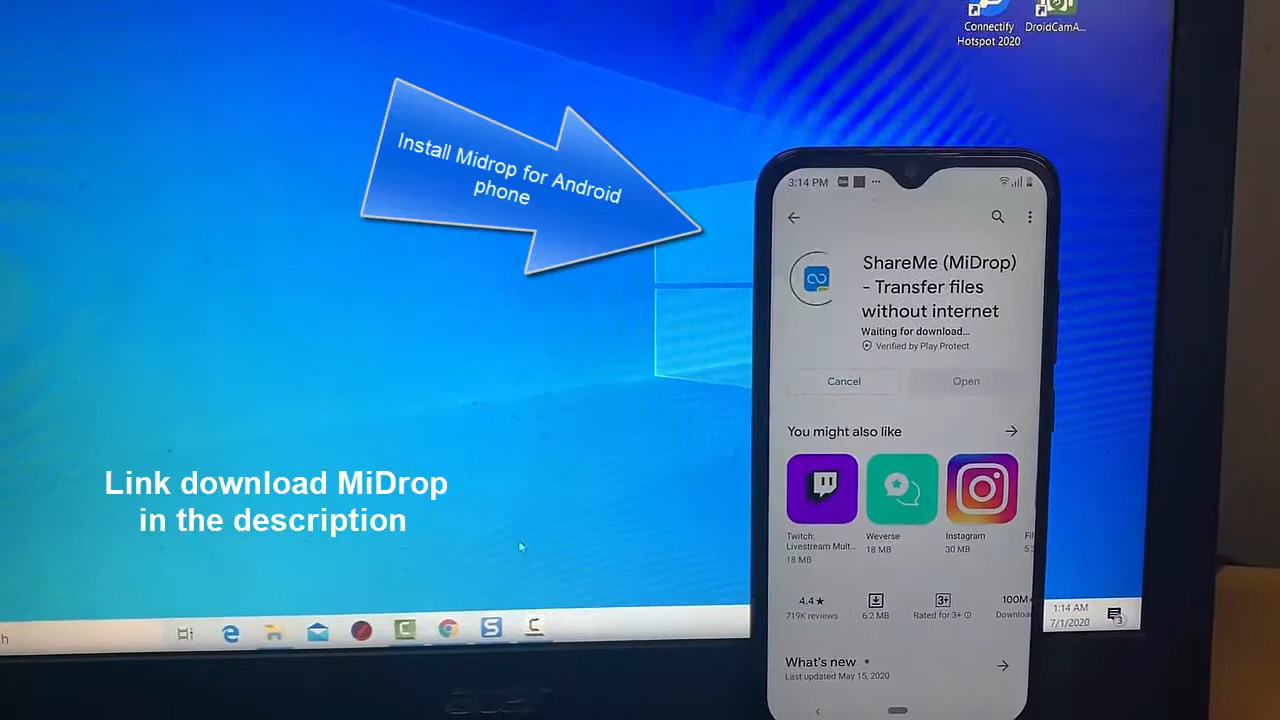 Connectify
Hotspot 2020
DroidCamA...
Install Midrop for Android
phone
3:14 PM
ShareMe (MiDrop)
- Transfer files
without internet
Waiting for download...
Verified by Play Protect
Cancel
Open
You might also like
Twitch:
Livestream Mult...
18 MB
Weverse
18 MB
Instagram
30 MB
4.4★
719K reviews
6.2 MB
3+
Rated for 3+
100M
What's new
Last updated May 15, 2020
Link download MiDrop
in the description
1:14 AM
7/1/2020
3
acer